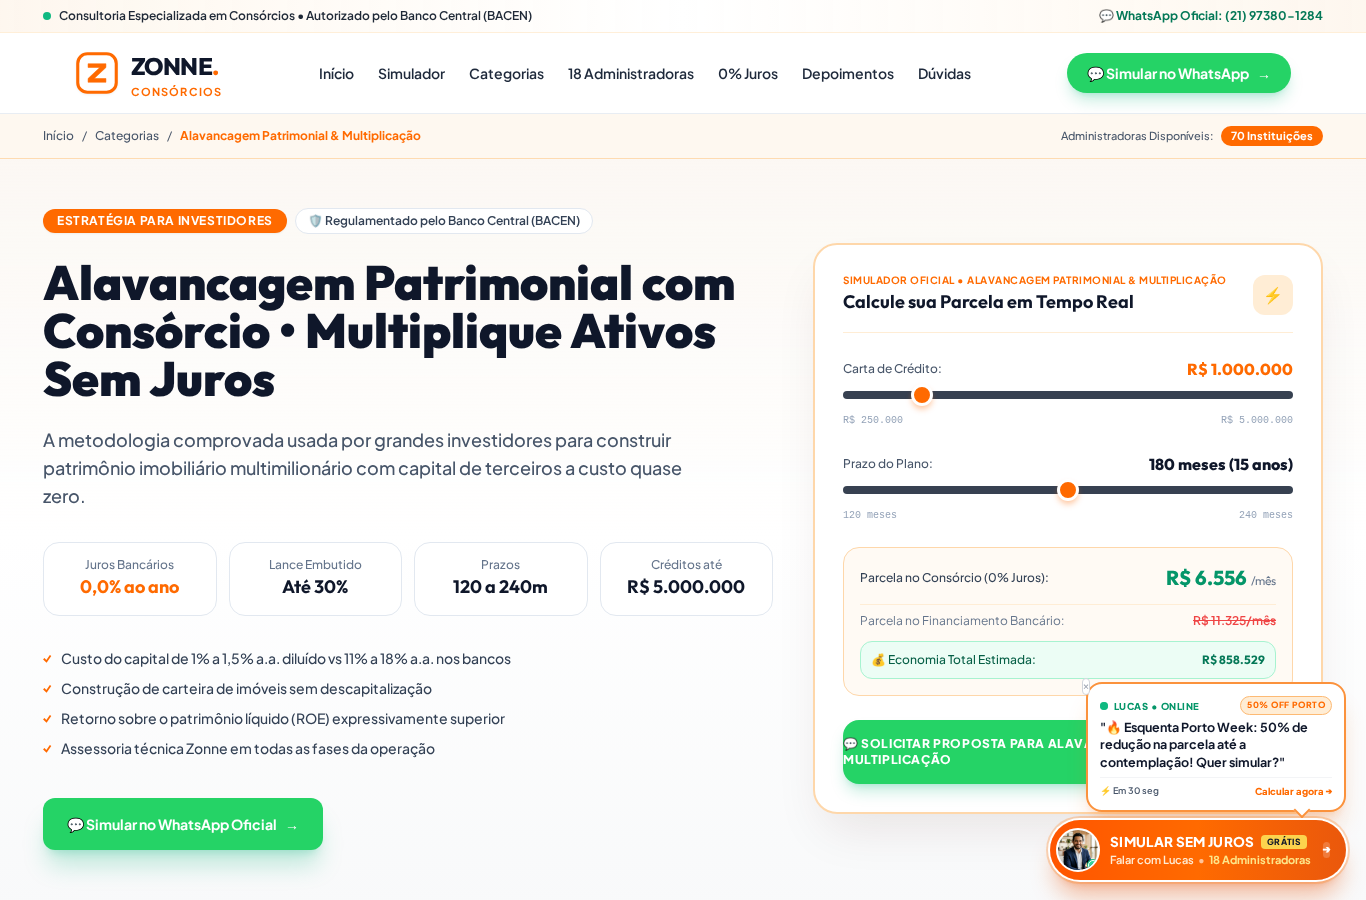 Consultoria Especializada em Consórcios • Autorizado pelo Banco Central (BACEN)
💬 WhatsApp Oficial: (21) 97380-1284
ZONNE.
CONSÓRCIOS
Início
Simulador
Categorias
18 Administradoras
0% Juros
Depoimentos
Dúvidas
💬 Simular no WhatsApp →
Início / Categorias / Alavancagem Patrimonial & Multiplicação
Administradoras Disponíveis: 70 Instituições
ESTRATÉGIA PARA INVESTIDORES
🛡️ Regulamentado pelo Banco Central (BACEN)
Alavancagem Patrimonial com
Consórcio • Multiplique Ativos
Sem Juros
A metodologia comprovada usada por grandes investidores para construir
patrimônio imobiliário multimilionário com capital de terceiros a custo quase
zero.
Juros Bancários
0,0% ao ano
Lance Embutido
Até 30%
Prazos
120 a 240m
Créditos até
R$ 5.000.000
✓ Custo do capital de 1% a 1,5% a.a. diluído vs 11% a 18% a.a. nos bancos
✓ Construção de carteira de imóveis sem descapitalização
✓ Retorno sobre o patrimônio líquido (ROE) expressivamente superior
✓ Assessoria técnica Zonne em todas as fases da operação
💬 Simular no WhatsApp Oficial →
SIMULADOR OFICIAL • ALAVANCAGEM PATRIMONIAL & MULTIPLICAÇÃO
Calcule sua Parcela em Tempo Real
⚡
Carta de Crédito:
R$ 1.000.000
R$ 250.000
R$ 5.000.000
Prazo do Plano:
180 meses (15 anos)
120 meses
240 meses
Parcela no Consórcio (0% Juros):
R$ 6.556 /mês
Parcela no Financiamento Bancário:
R$ 11.325/mês
💰 Economia Total Estimada:
R$ 858.529
💬 SOLICITAR PROPOSTA PARA
MULTIPLICAÇÃO
×
LUCAS • ONLINE
50% OFF PORTO
"🔥 Esquenta Porto Week: 50% de
redução na parcela até a
contemplação! Quer simular?"
⚡ Em 30 seg
Calcular agora →
SIMULAR SEM JUROS GRÁTIS
Falar com Lucas • 18 Administradoras
→